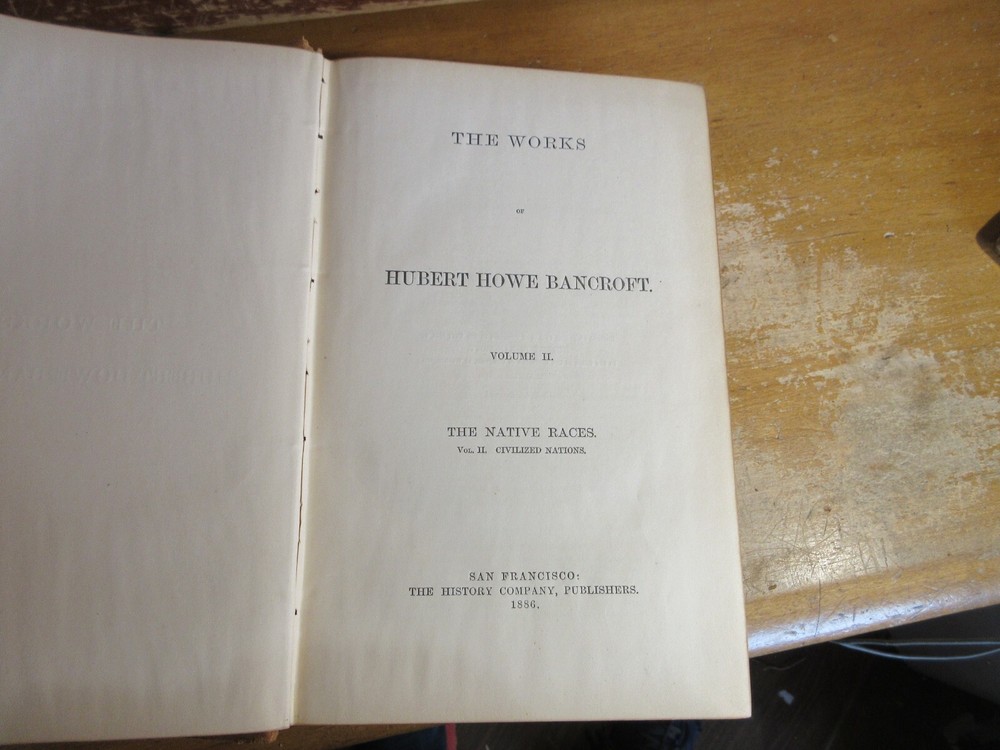 THE WORKS
OF
HUBERT HOWE BANCROFT.
VOLUME II.
THE NATIVE RACES.
VOL. II. CIVILIZED NATIONS.
SAN FRANCISCO:
THE HISTORY COMPANY, PUBLISHERS.
1886.